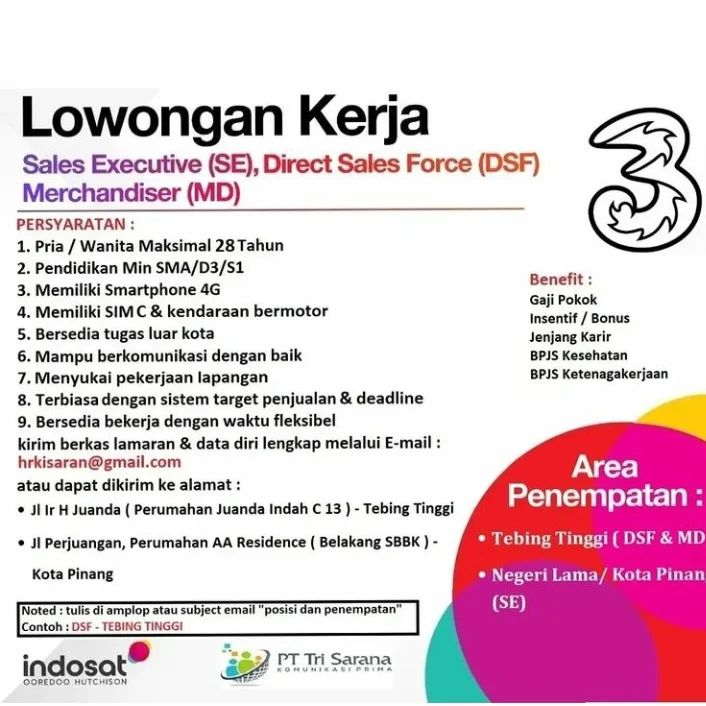 Lowongan Kerja
Sales Executive (SE), Direct Sales Force (DSF)
Merchandiser (MD)
PERSYARATAN :
1. Pria / Wanita Maksimal 28 Tahun
2. Pendidikan Min SMA/D3/S1
3. Memiliki Smartphone 4G
4. Memiliki SIM C & kendaraan bermotor
5. Bersedia tugas luar kota
6. Mampu berkomunikasi dengan baik
7. Menyukai pekerjaan lapangan
8. Terbiasa dengan sistem target penjualan & deadline
9. Bersedia bekerja dengan waktu fleksibel
kirim berkas lamaran & data diri lengkap melalui E-mail :
hrkisaran@gmail.com
atau dapat dikirim ke alamat :
• Jl Ir H Juanda ( Perumahan Juanda Indah C 13 ) - Tebing Tinggi
• Jl Perjuangan, Perumahan AA Residence ( Belakang SBBK ) -
Kota Pinang
Noted : tulis di amplop atau subject email "posisi dan penempatan"
Contoh : DSF - TEBING TINGGI
3
Benefit :
Gaji Pokok
Insentif / Bonus
Jenjang Karir
BPJS Kesehatan
BPJS Ketenagakerjaan
Area
Penempatan :
• Tebing Tinggi ( DSF & MD
• Negeri Lama/ Kota Pinan
(SE)
indosat
OOREDOO HUTCHISON
PT Tri Sarana
KOMUNIKASI PRIMA